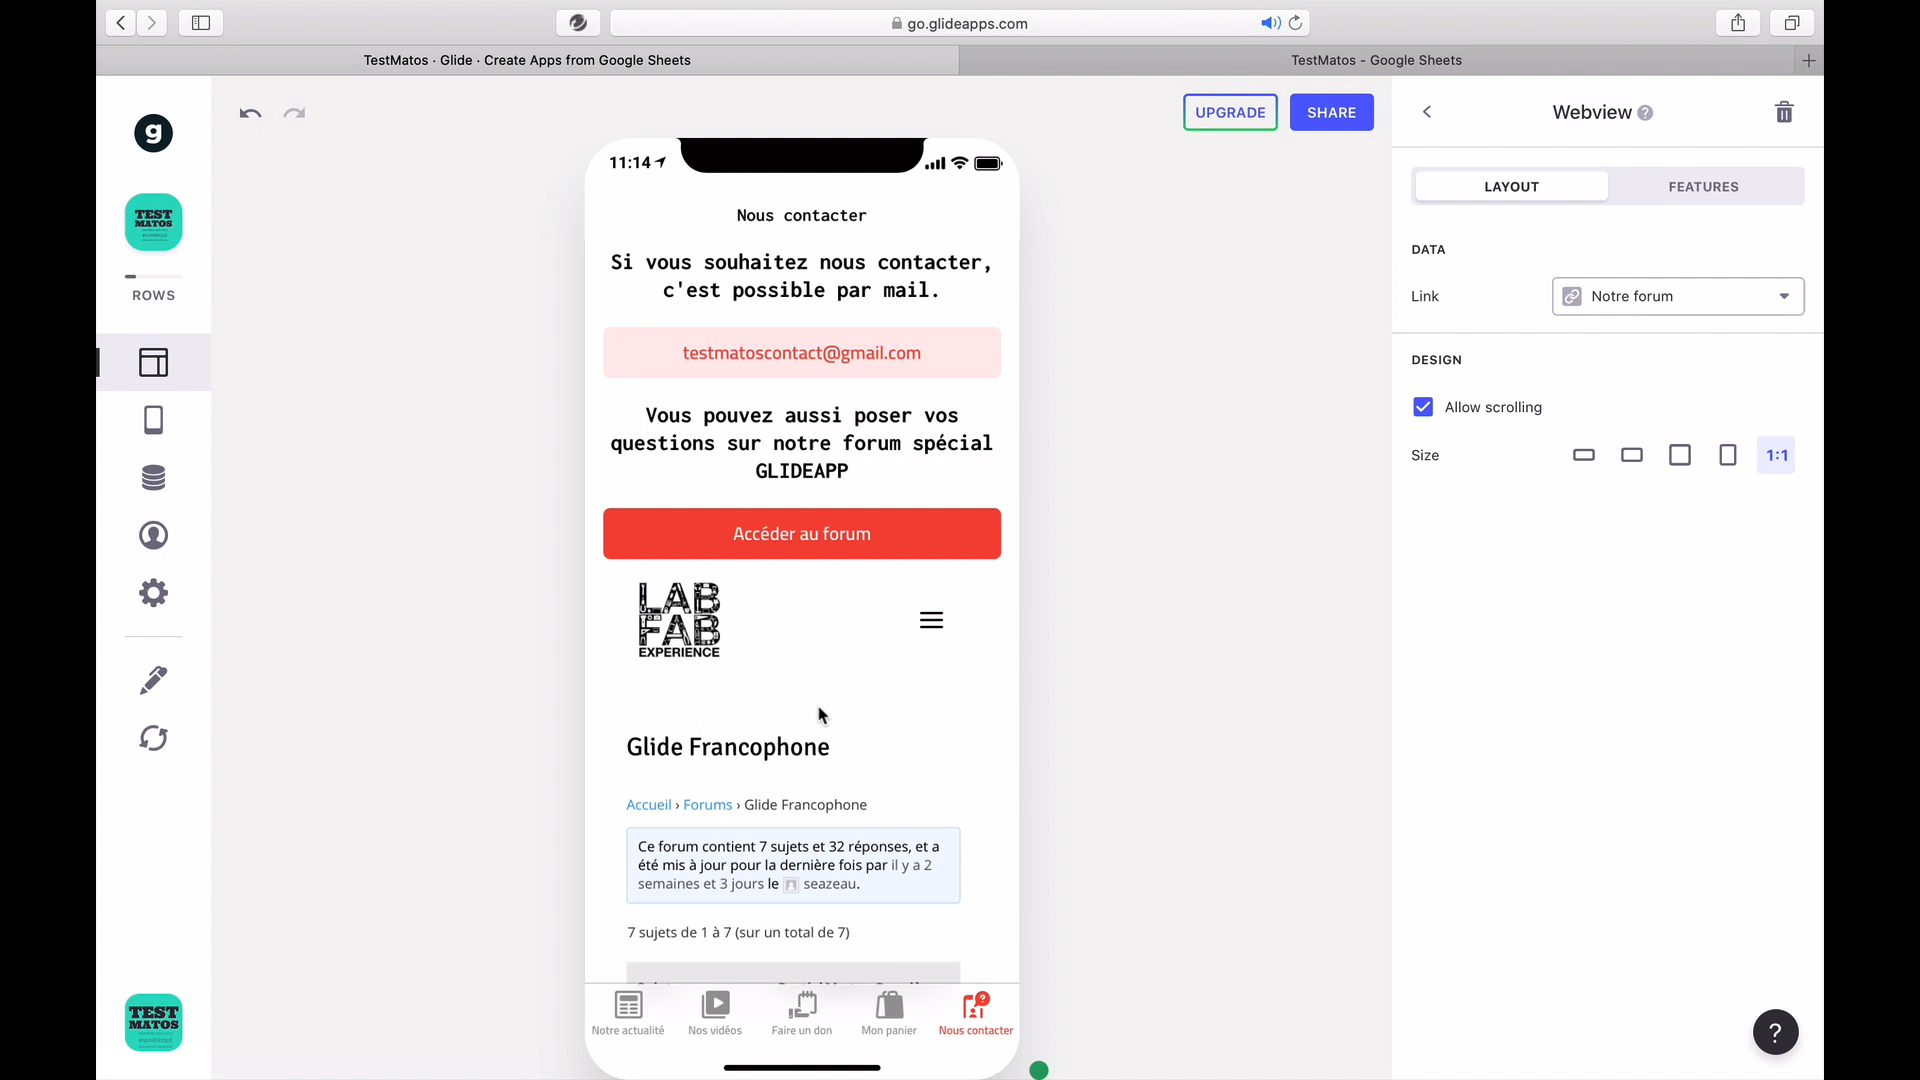 go.glideapps.com
TestMatos · Glide · Create Apps from Google Sheets
TestMatos - Google Sheets
g
UPGRADE
SHARE
Webview ?
TEST
MATOS
ROWS
11:14
Nous contacter
Si vous souhaitez nous contacter,
c'est possible par mail.
testmatoscontact@gmail.com
Vous pouvez aussi poser vos
questions sur notre forum spécial
GLIDEAPP
Accéder au forum
LAB
FAB
EXPERIENCE
Glide Francophone
Accueil › Forums › Glide Francophone
Ce forum contient 7 sujets et 32 réponses, et a
été mis à jour pour la dernière fois par il y a 2
semaines et 3 jours le seazeau.
7 sujets de 1 à 7 (sur un total de 7)
Notre actualité
Nos vidéos
Faire un don
Mon panier
Nous contacter
LAYOUT
FEATURES
DATA
Link
Notre forum
DESIGN
Allow scrolling
Size
1:1
TEST
MATOS
#NUMÉRIQUE
?